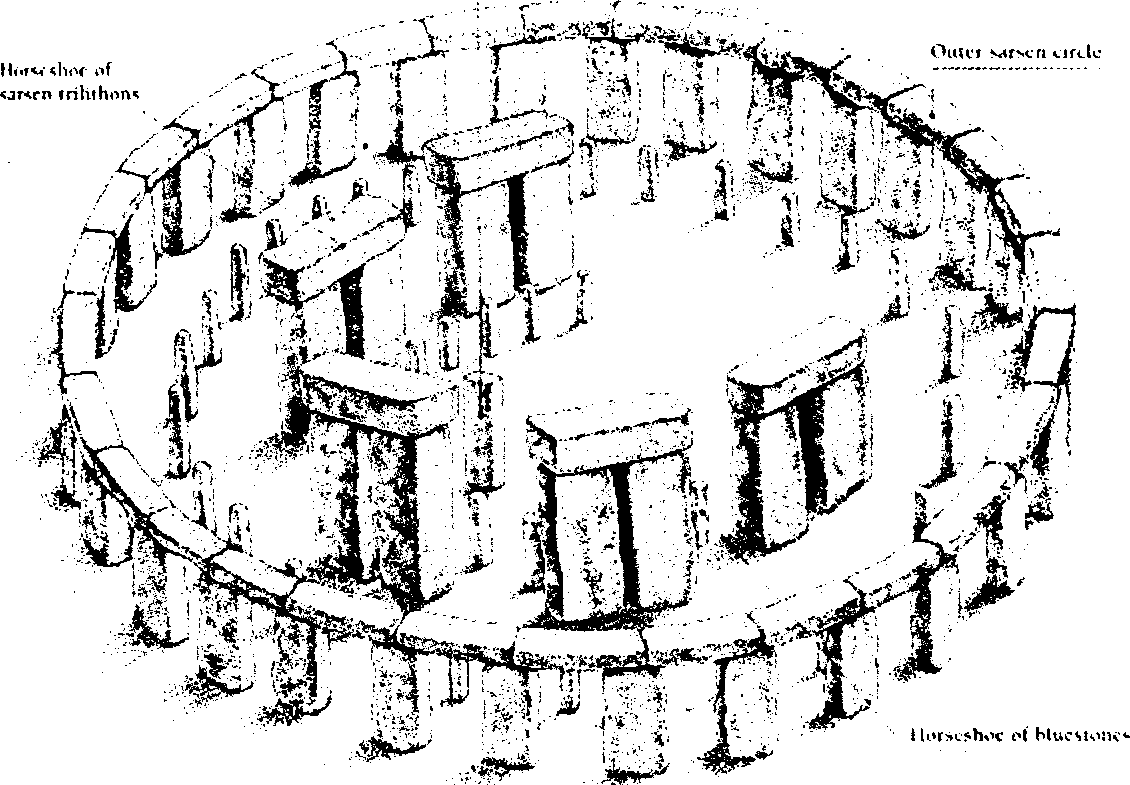 Horseshoe of
sarsen trilithons
Outer sarsen circle
Horseshoe of bluestones